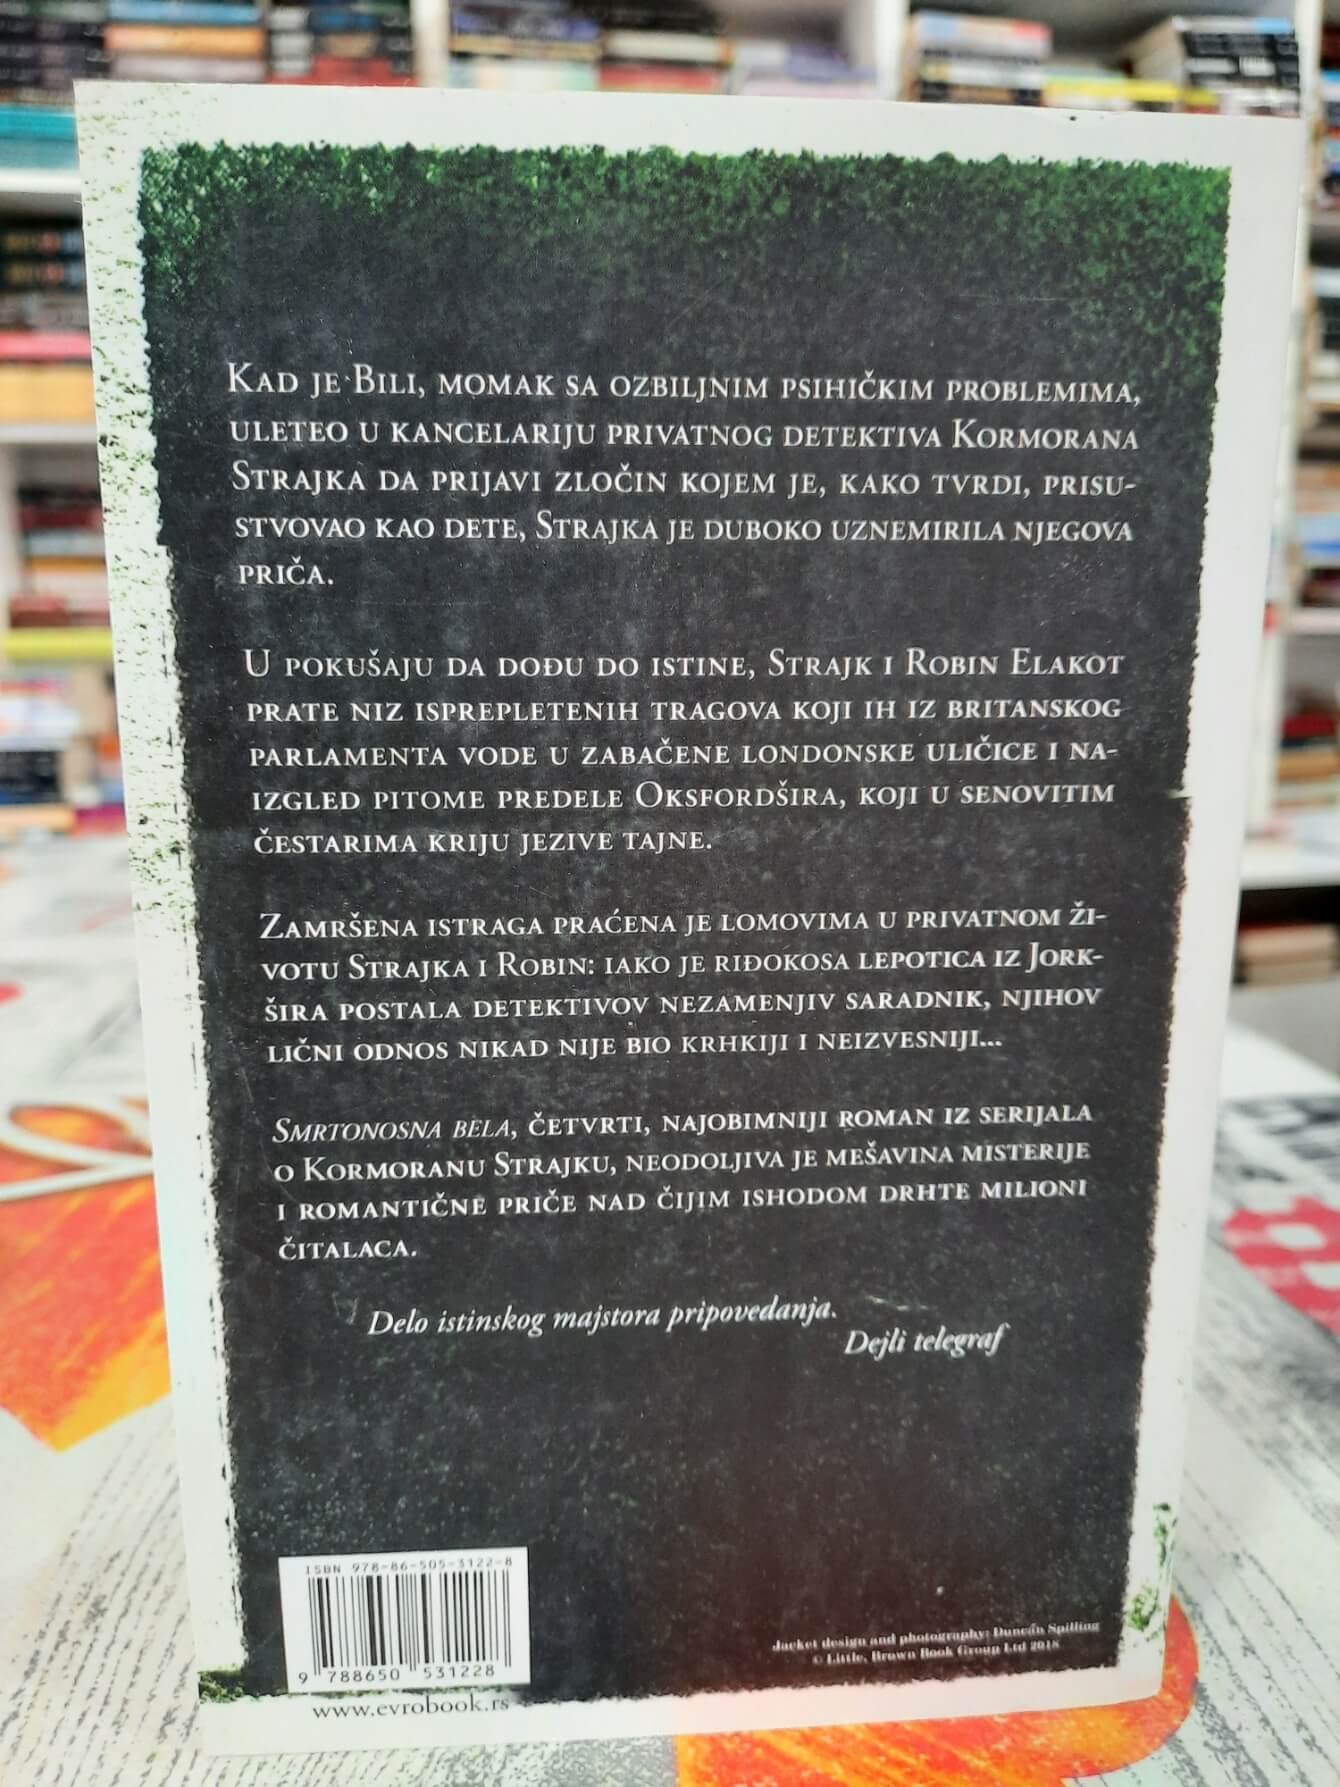 Kad je Bili, momak sa ozbiljnim psihičkim problemima,
uleteo u kancelariju privatnog detektiva Kormorana
Strajka da prijavi zločin kojem je, kako tvrdi, prisu-
stvovao kao dete, Strajka je duboko uznemirila njegova
priča.
U pokušaju da dođu do istine, Strajk i Robin Elakot
prate niz isprepletenih tragova koji ih iz britanskog
parlamenta vode u zabačene londonske uličice i na-
izgled pitome predele Oksfordšira, koji u senovitim
čestarima kriju jezive tajne.
Zamršena istraga praćena je lomovima u privatnom ži-
votu Strajka i Robin: iako je riđokosa lepotica iz Jork-
šira postala detektivov nezamenjiv saradnik, njihov
lični odnos nikad nije bio krhkiji i neizvesniji...
Smrtonosna bela, četvrti, najobimniji roman iz serijala
o Kormoranu Strajku, neodoljiva je mešavina misterije
i romantične priče nad čijim ishodom drhte milioni
čitalaca.
Delo istinskog majstora pripovedanja.
Dejli telegraf
ISBN 978-86-505-3122-8
9 788650 531228
www.evrobook.rs
Jacket design and photography: Duncan Spilling
© Little, Brown Book Group Ltd 2018